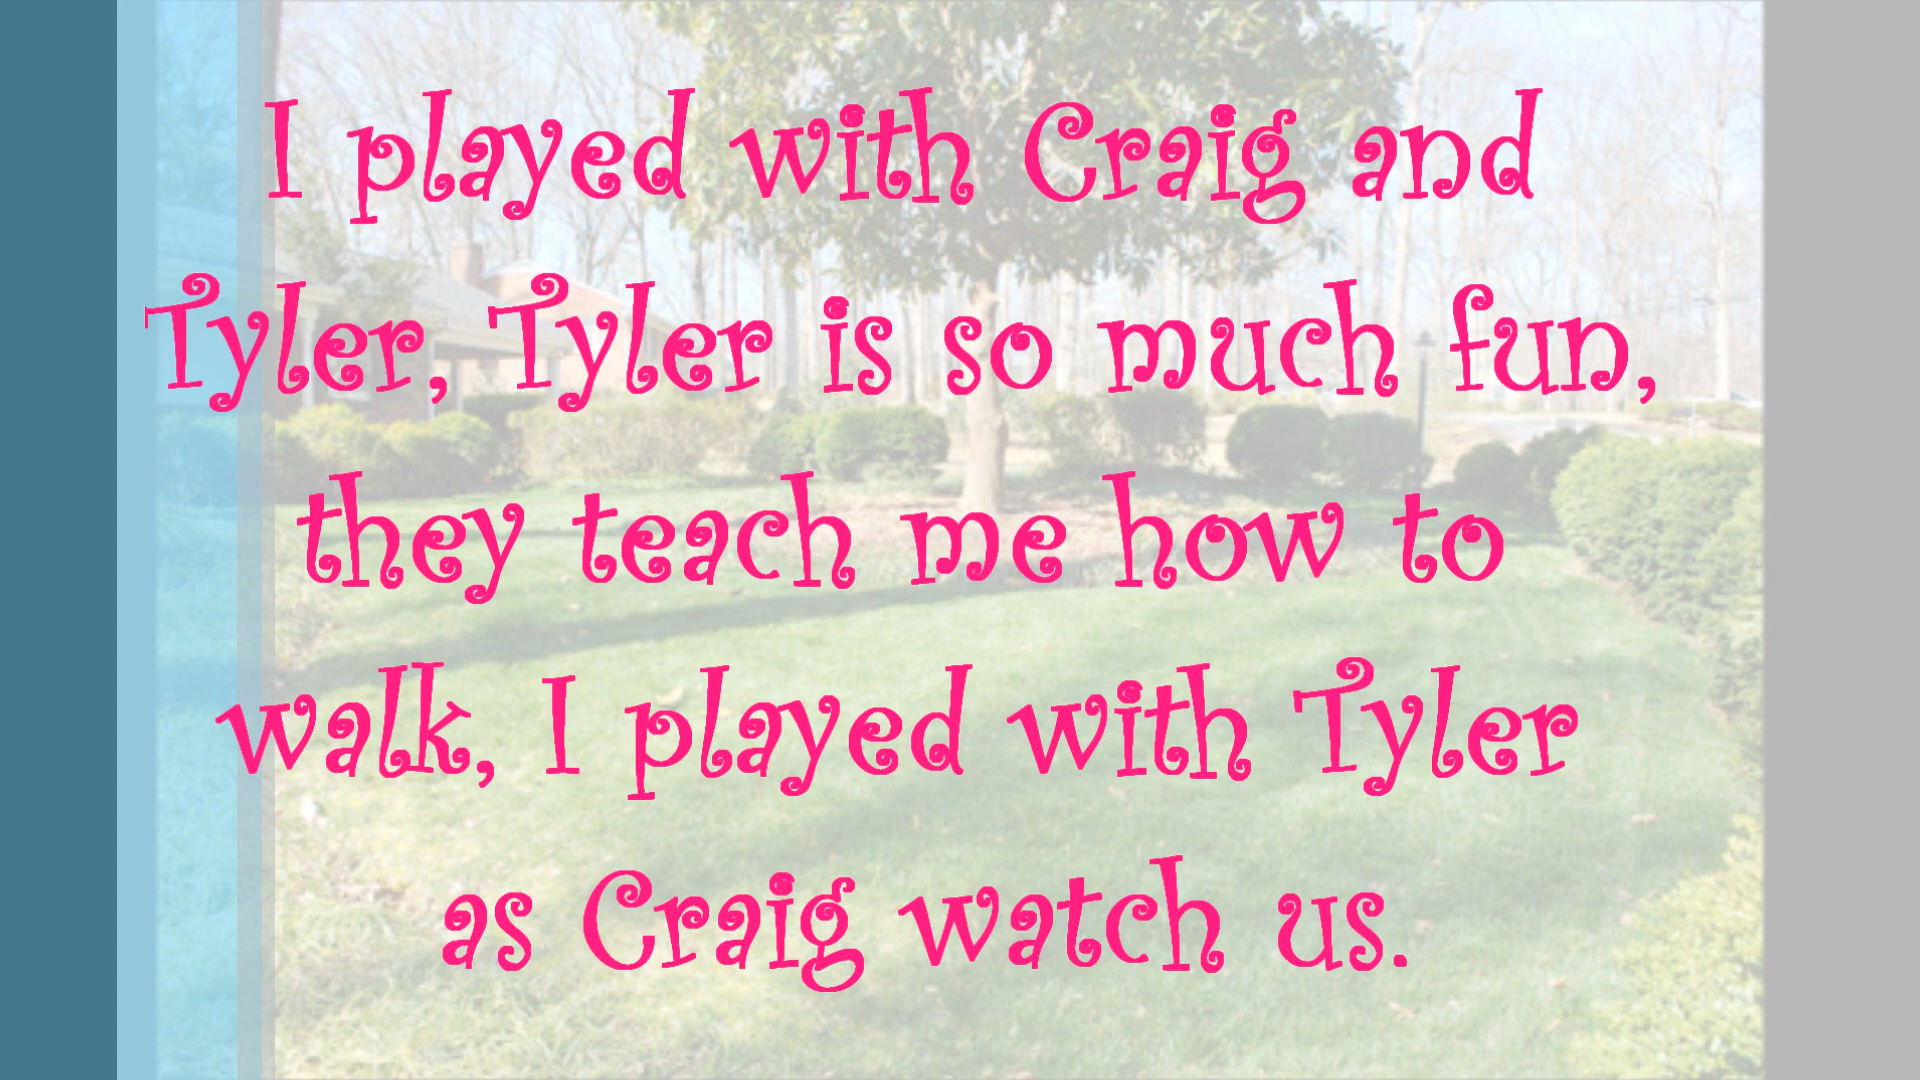 I played with Craig and
Tyler, Tyler is so much fun,
they teach me how to
walk, I played with Tyler
as Craig watch us.